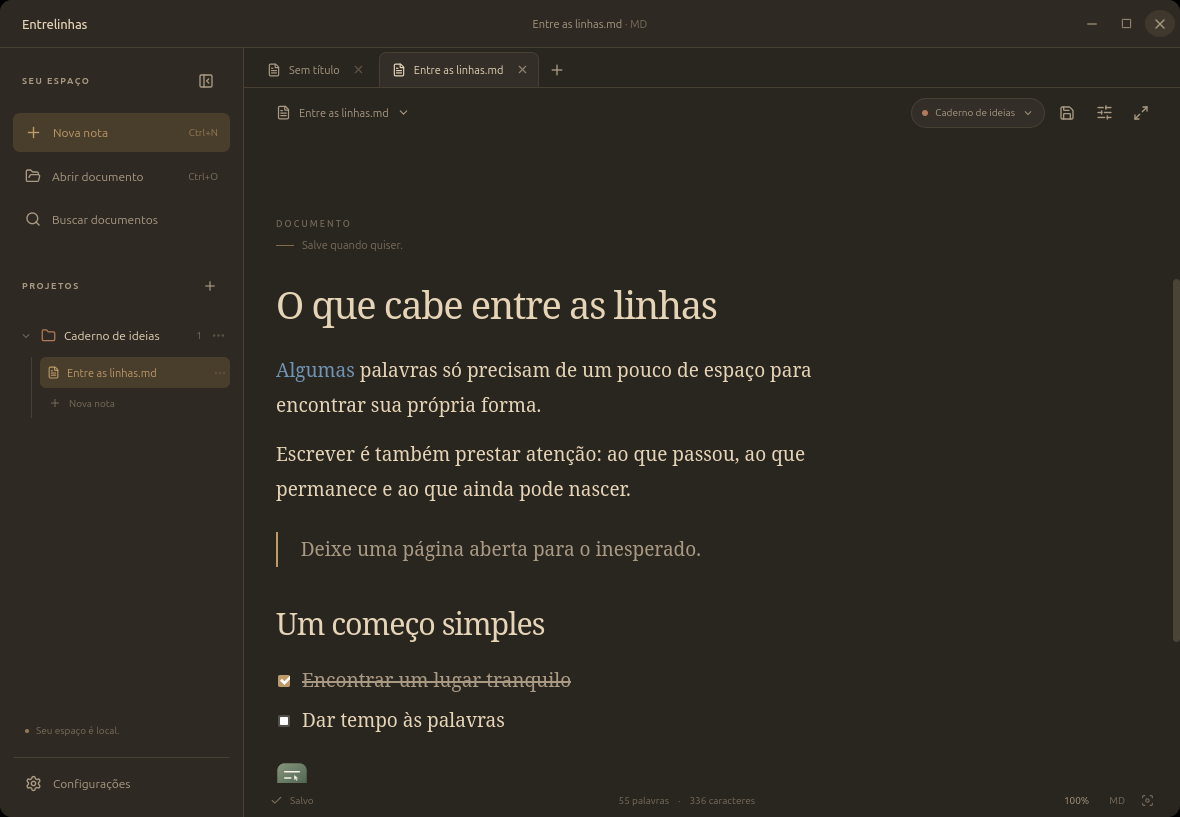 Entrelinhas
Entre as linhas.md · MD
SEU ESPAÇO
Nova nota Ctrl+N
Abrir documento Ctrl+O
Buscar documentos
PROJETOS
Caderno de ideias 1
Entre as linhas.md
Nova nota
Seu espaço é local.
Configurações
Sem título
Entre as linhas.md
Entre as linhas.md
Caderno de ideias
DOCUMENTO
Salve quando quiser.
O que cabe entre as linhas
Algumas palavras só precisam de um pouco de espaço para
encontrar sua própria forma.
Escrever é também prestar atenção: ao que passou, ao que
permanece e ao que ainda pode nascer.
Deixe uma página aberta para o inesperado.
Um começo simples
Encontrar um lugar tranquilo
Dar tempo às palavras
Salvo
55 palavras · 336 caracteres
100%
MD